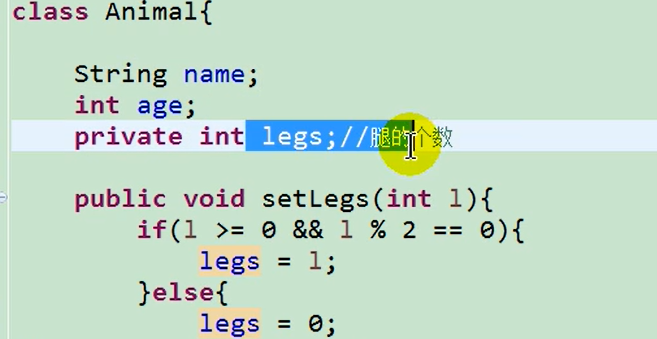 class Animal{
String name;
int age;
private int legs;//腿的个数
public void setLegs(int l){
if(l >= 0 && l % 2 == 0){
legs = l;
}else{
legs = 0;